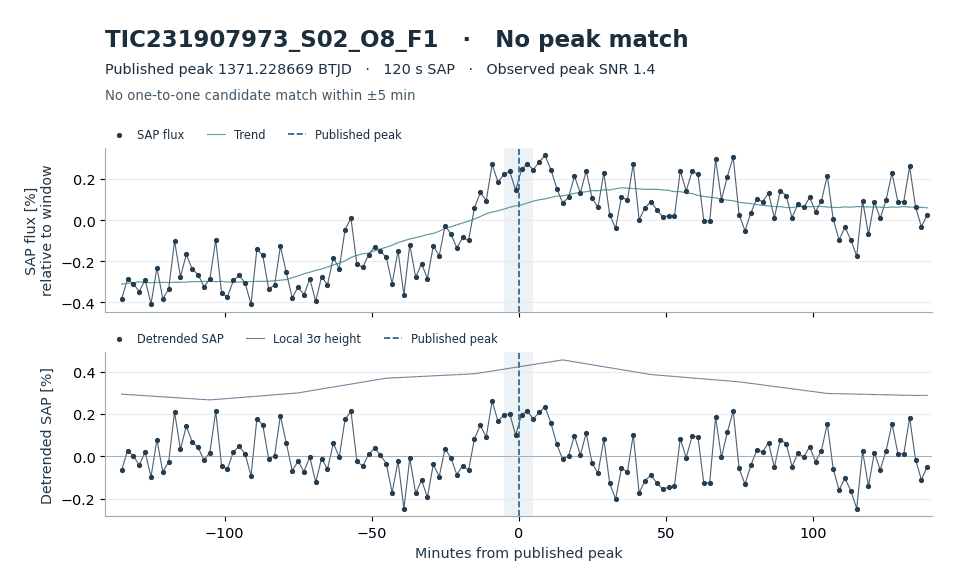 TIC231907973_S02_O8_F1 · No peak match
Published peak 1371.228669 BTJD · 120 s SAP · Observed peak SNR 1.4
No one-to-one candidate match within ±5 min
SAP flux Trend Published peak
SAP flux [%]
relative to window
0.2
0.0
−0.2
−0.4
Detrended SAP Local 3σ height Published peak
Detrended SAP [%]
0.4
0.2
0.0
−0.2
−100 −50 0 50 100
Minutes from published peak